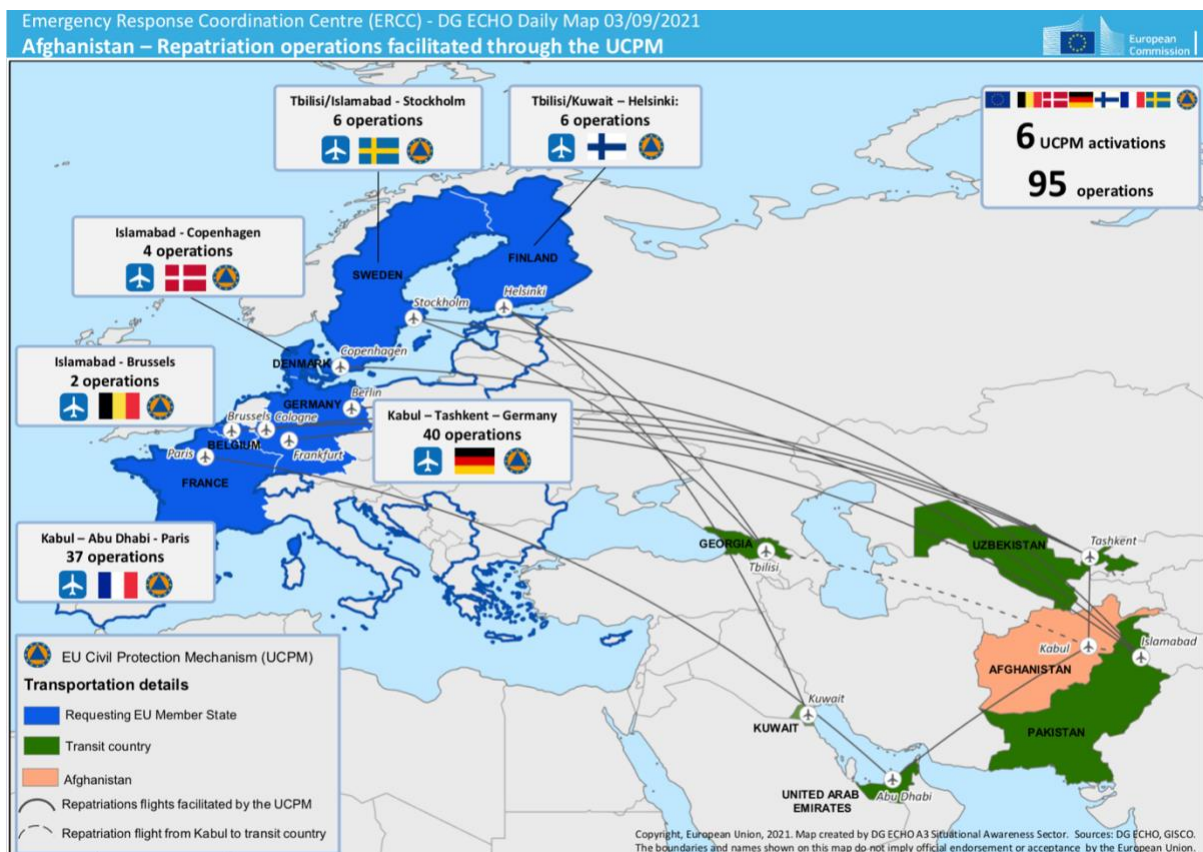 Emergency Response Coordination Centre (ERCC) - DG ECHO Daily Map 03/09/2021
Afghanistan – Repatriation operations facilitated through the UCPM
European
Commission
Tbilisi/Islamabad - Stockholm
6 operations
Tbilisi/Kuwait – Helsinki:
6 operations
6 UCPM activations
95 operations
Islamabad - Copenhagen
4 operations
SWEDEN
FINLAND
Helsinki
Stockholm
Islamabad - Brussels
2 operations
DENMARK
Copenhagen
GERMANY
Berlin
Brussels
Cologne
BELGIUM
Frankfurt
Paris
FRANCE
Kabul – Tashkent – Germany
40 operations
Kabul – Abu Dhabi - Paris
37 operations
GEORGIA
Tbilisi
UZBEKISTAN
Tashkent
Kabul
Islamabad
AFGHANISTAN
PAKISTAN
Kuwait
KUWAIT
UNITED ARAB
EMIRATES
Abu Dhabi
EU Civil Protection Mechanism (UCPM)
Transportation details
Requesting EU Member State
Transit country
Afghanistan
Repatriations flights facilitated by the UCPM
Repatriation flight from Kabul to transit country
Copyright, European Union, 2021. Map created by DG ECHO A3 Situational Awareness Sector. Sources: DG ECHO, GISCO.
The boundaries and names shown on this map do not imply official endorsement or acceptance by the European Union.